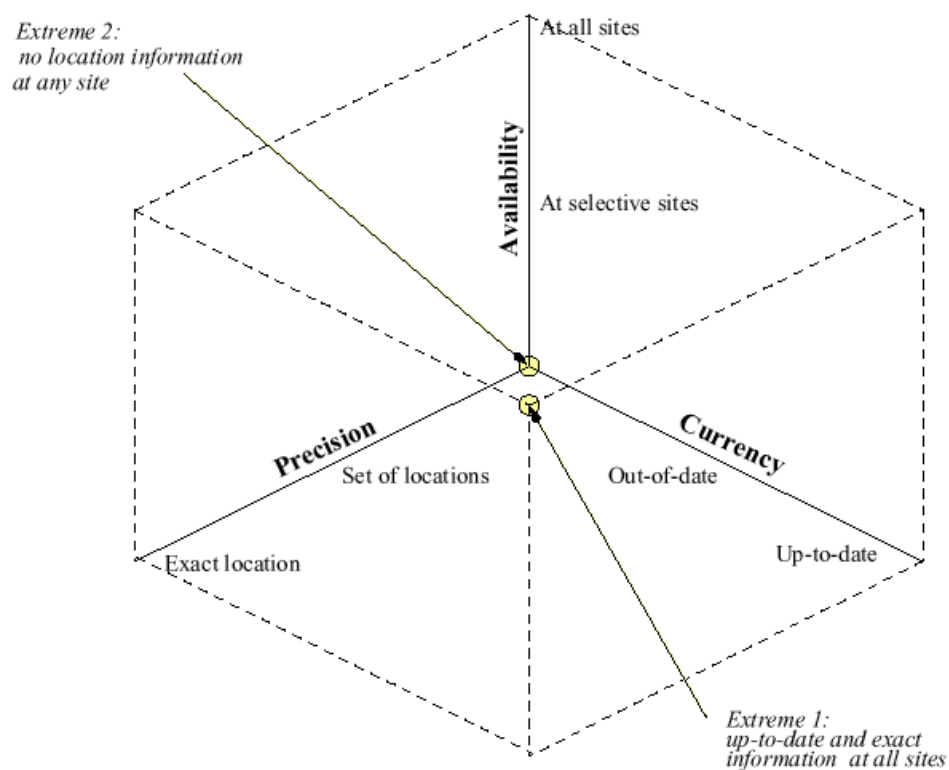 Extreme 2:
no location information
at any site
At all sites
Availability
At selective sites
Precision
Set of locations
Exact location
Currency
Out-of-date
Up-to-date
Extreme 1:
up-to-date and exact
information at all sites